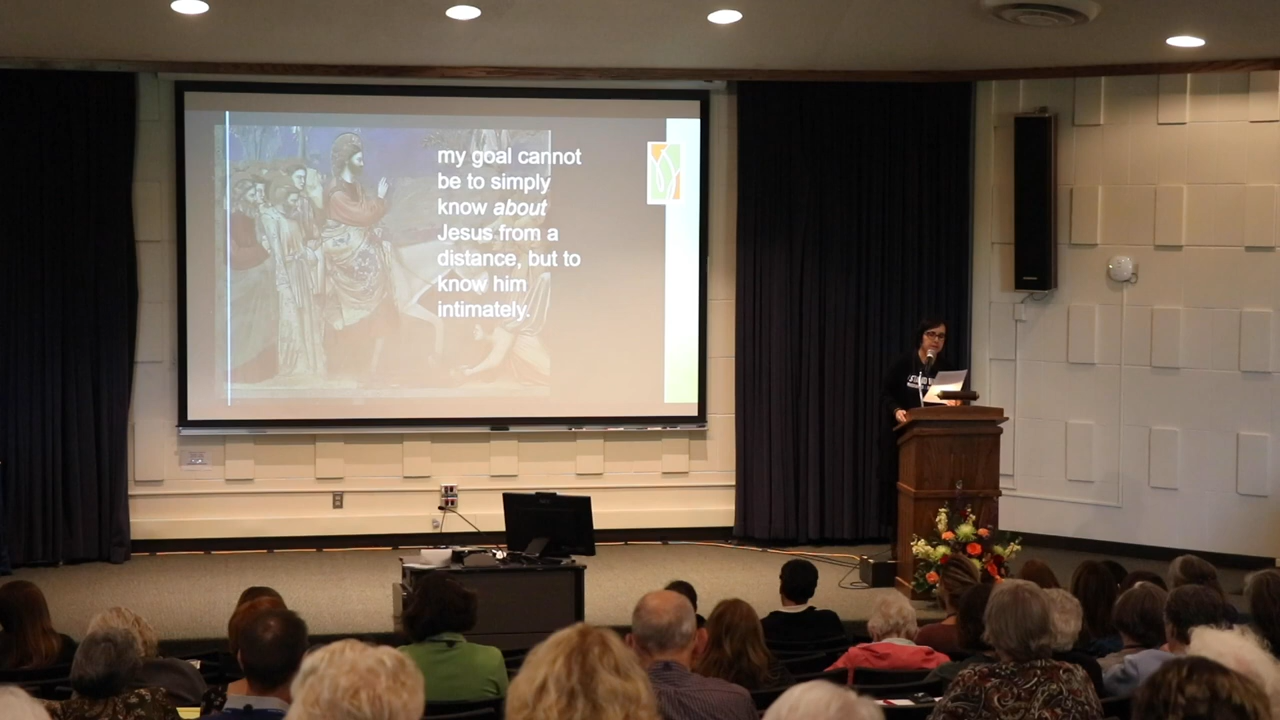 my goal cannot
be to simply
know about
Jesus from a
distance, but to
know him
intimately.